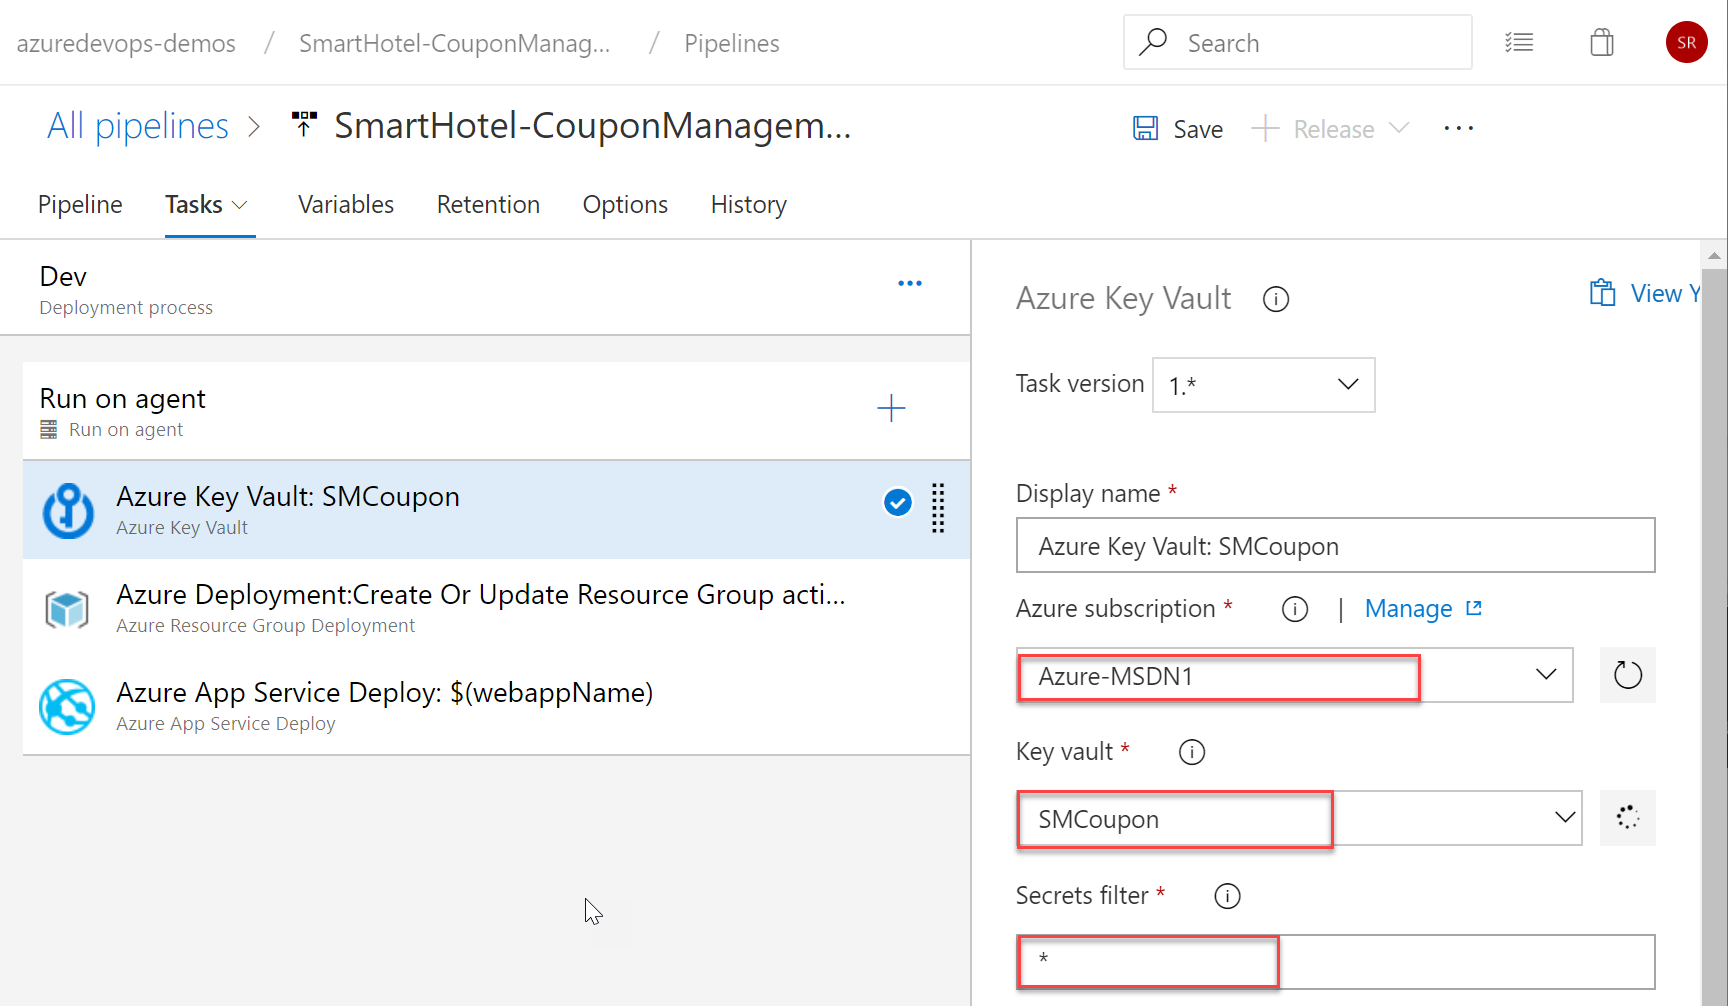 azuredevops-demos / SmartHotel-CouponManag... / Pipelines
Search
SR
All pipelines > SmartHotel-CouponManagem...
Save
Release
Pipeline
Tasks
Variables
Retention
Options
History
Dev
Deployment process
Run on agent
Run on agent
Azure Key Vault: SMCoupon
Azure Key Vault
Azure Deployment:Create Or Update Resource Group acti...
Azure Resource Group Deployment
Azure App Service Deploy: $(webappName)
Azure App Service Deploy
Azure Key Vault
View Y
Task version
1.*
Display name *
Azure Key Vault: SMCoupon
Azure subscription * | Manage
Azure-MSDN1
Key vault *
SMCoupon
Secrets filter *
*